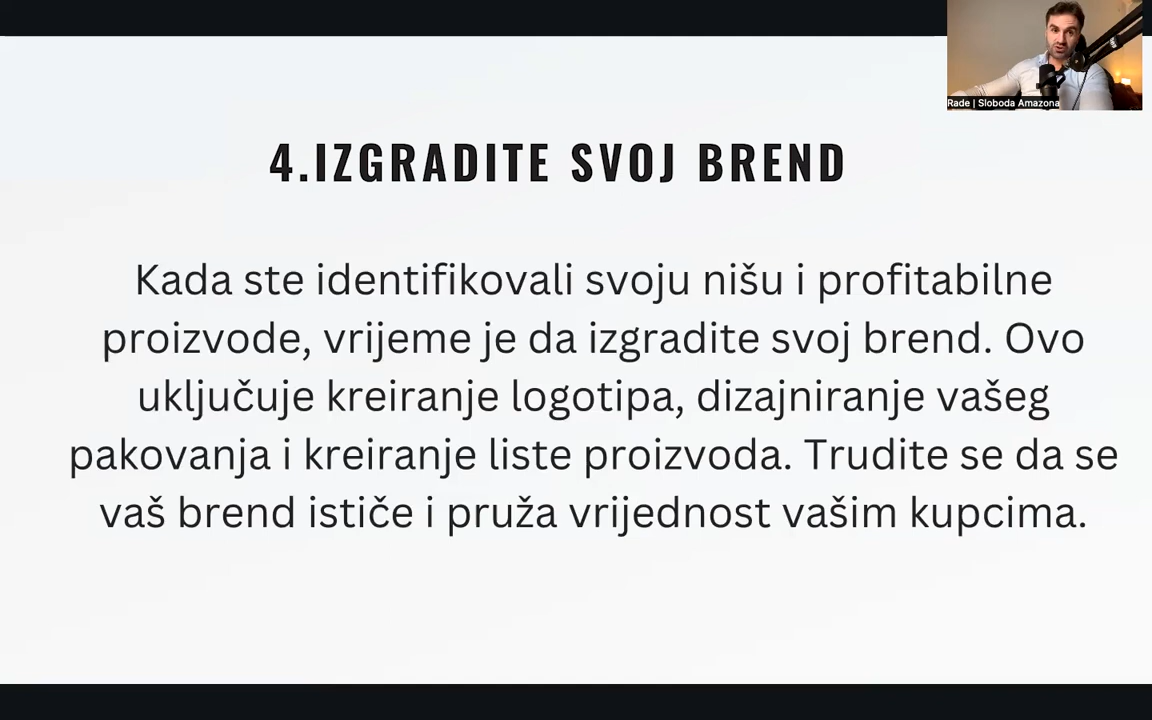 Rade | Sloboda Amazona
4.IZGRADITE SVOJ BREND
Kada ste identifikovali svoju nišu i profitabilne
proizvode, vrijeme je da izgradite svoj brend. Ovo
uključuje kreiranje logotipa, dizajniranje vašeg
pakovanja i kreiranje liste proizvoda. Trudite se da se
vaš brend ističe i pruža vrijednost vašim kupcima.